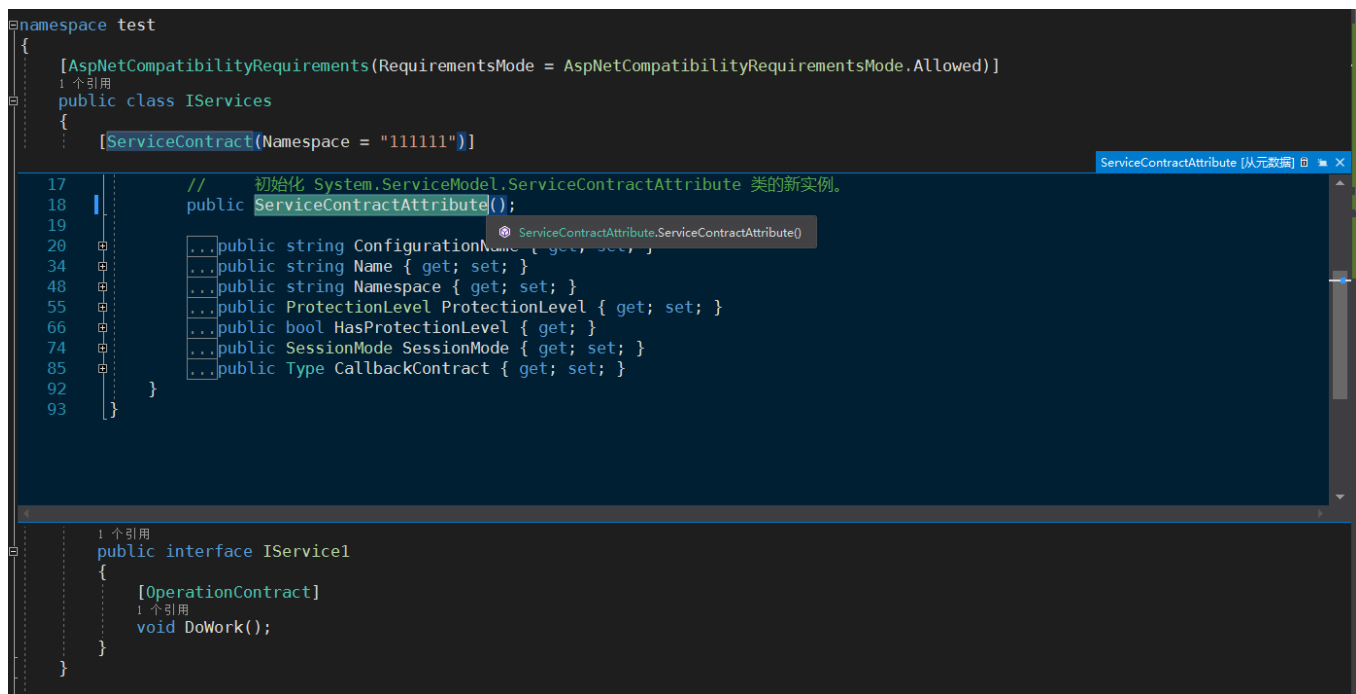 namespace test
{
[AspNetCompatibilityRequirements(RequirementsMode = AspNetCompatibilityRequirementsMode.Allowed)]
1 个引用
public class IServices
{
[ServiceContract(Namespace = "111111")]
ServiceContractAttribute [从元数据]
17 // 初始化 System.ServiceModel.ServiceContractAttribute 类的新实例。
18 public ServiceContractAttribute();
19
ServiceContractAttribute.ServiceContractAttribute()
20 ...public string ConfigurationName { get; set; }
34 ...public string Name { get; set; }
48 ...public string Namespace { get; set; }
55 ...public ProtectionLevel ProtectionLevel { get; set; }
66 ...public bool HasProtectionLevel { get; }
74 ...public SessionMode SessionMode { get; set; }
85 ...public Type CallbackContract { get; set; }
92 }
93 }
1 个引用
public interface IService1
{
[OperationContract]
1 个引用
void DoWork();
}
}